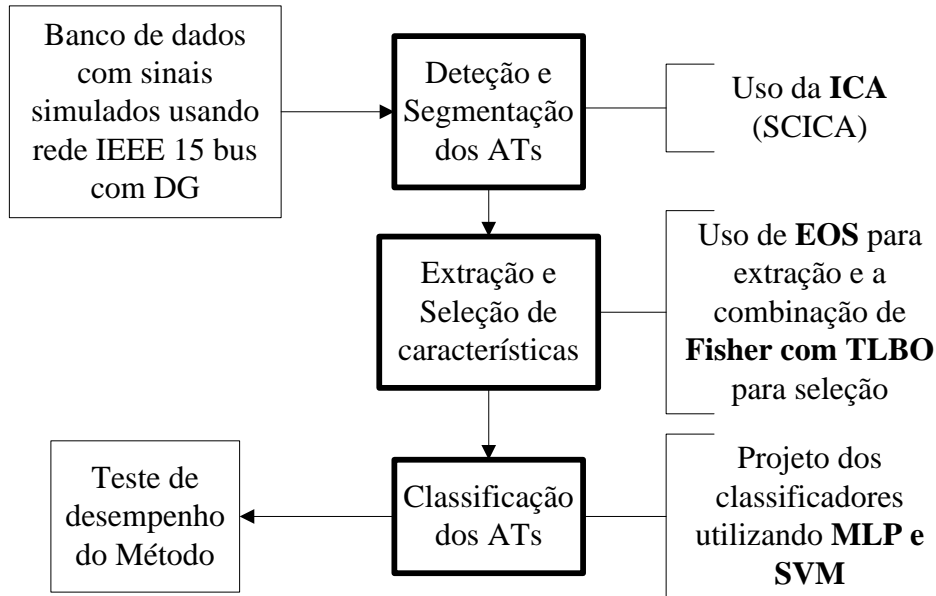 Banco de dados
com sinais
simulados usando
rede IEEE 15 bus
com DG
Deteção e
Segmentação
dos ATs
Uso da ICA
(SCICA)
Extração e
Seleção de
características
Uso de EOS para
extração e a
combinação de
Fisher com TLBO
para seleção
Teste de
desempenho
do Método
Classificação
dos ATs
Projeto dos
classificadores
utilizando MLP e
SVM